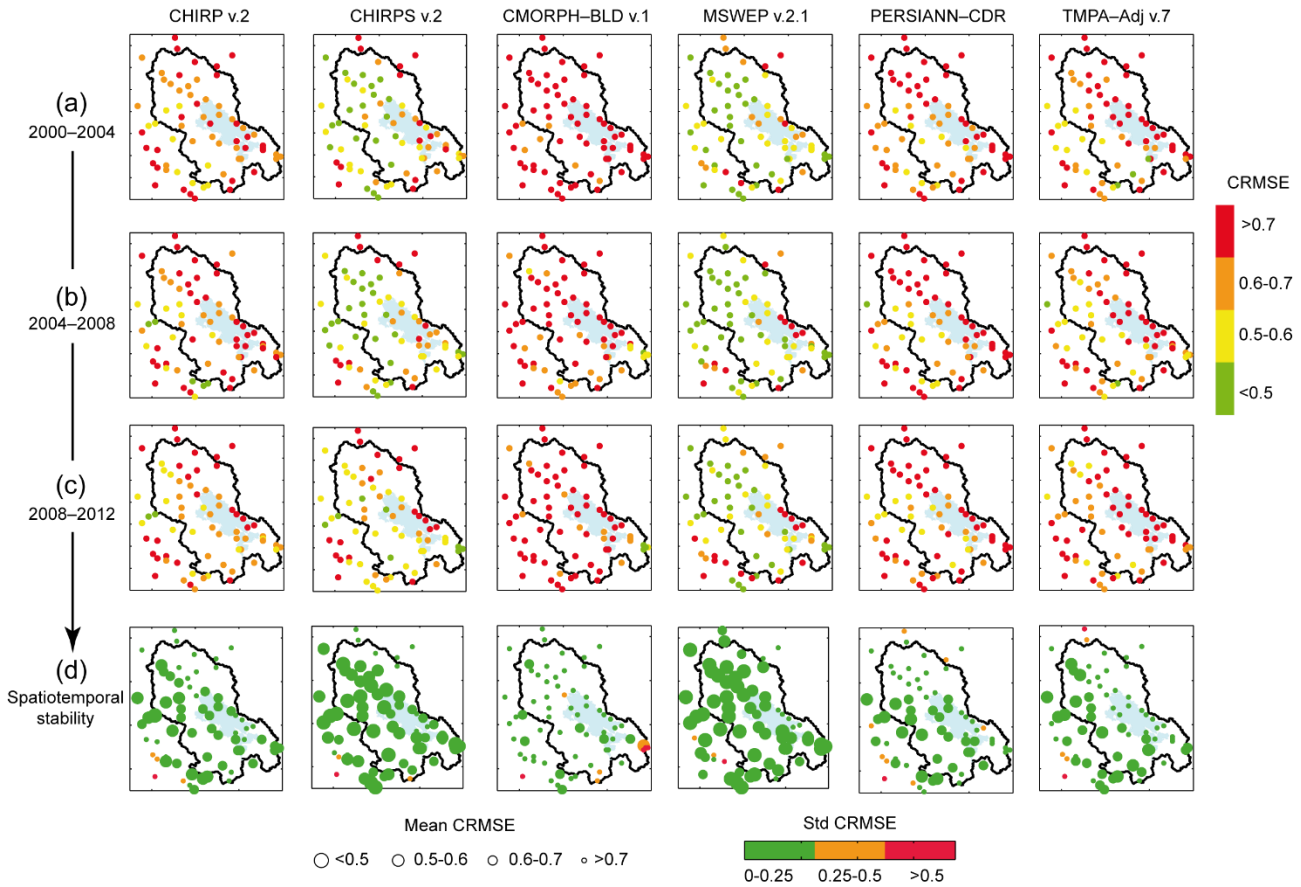 CHIRP v.2
CHIRPS v.2
CMORPH–BLD v.1
MSWEP v.2.1
PERSIANN–CDR
TMPA–Adj v.7
(a)
2000–2004
(b)
2004–2008
(c)
2008–2012
(d)
Spatiotemporal
stability
CRMSE
>0.7
0.6-0.7
0.5-0.6
<0.5
Mean CRMSE
<0.5 0.5-0.6 0.6-0.7 >0.7
Std CRMSE
0-0.25 0.25-0.5 >0.5